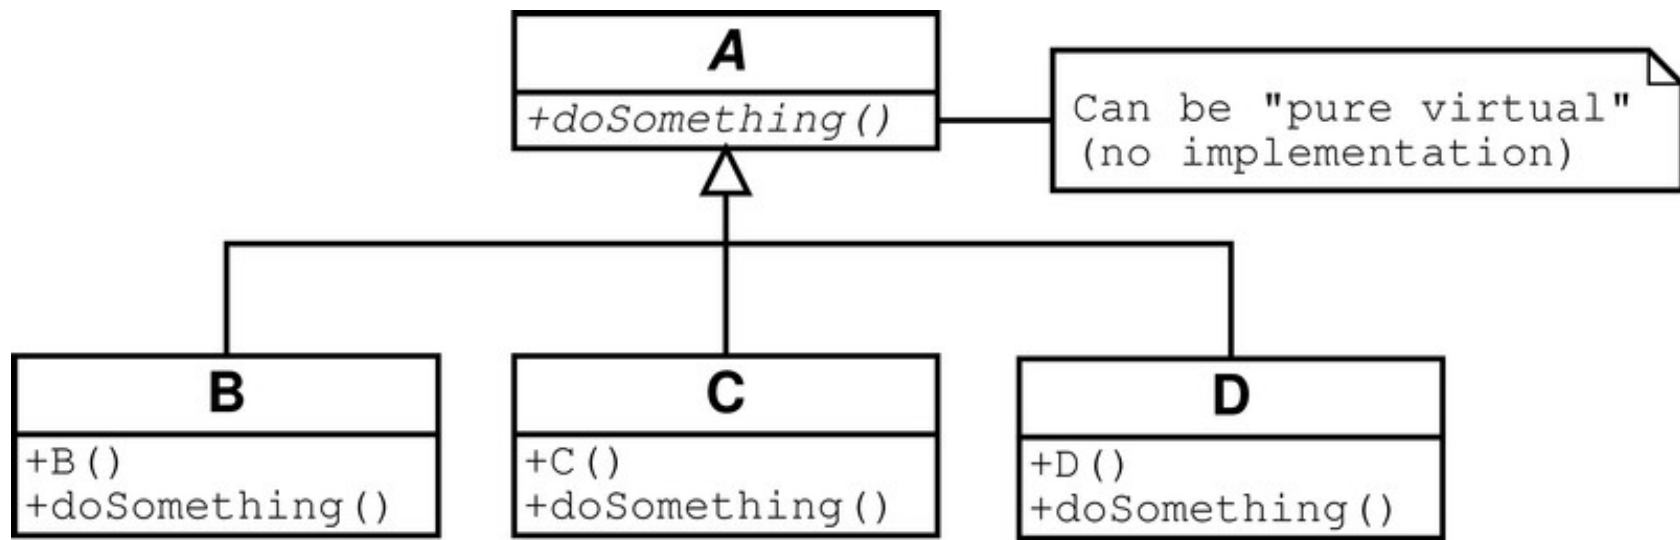 A
+doSomething()
Can be "pure virtual"
(no implementation)
B
+B()
+doSomething()
C
+C()
+doSomething()
D
+D()
+doSomething()